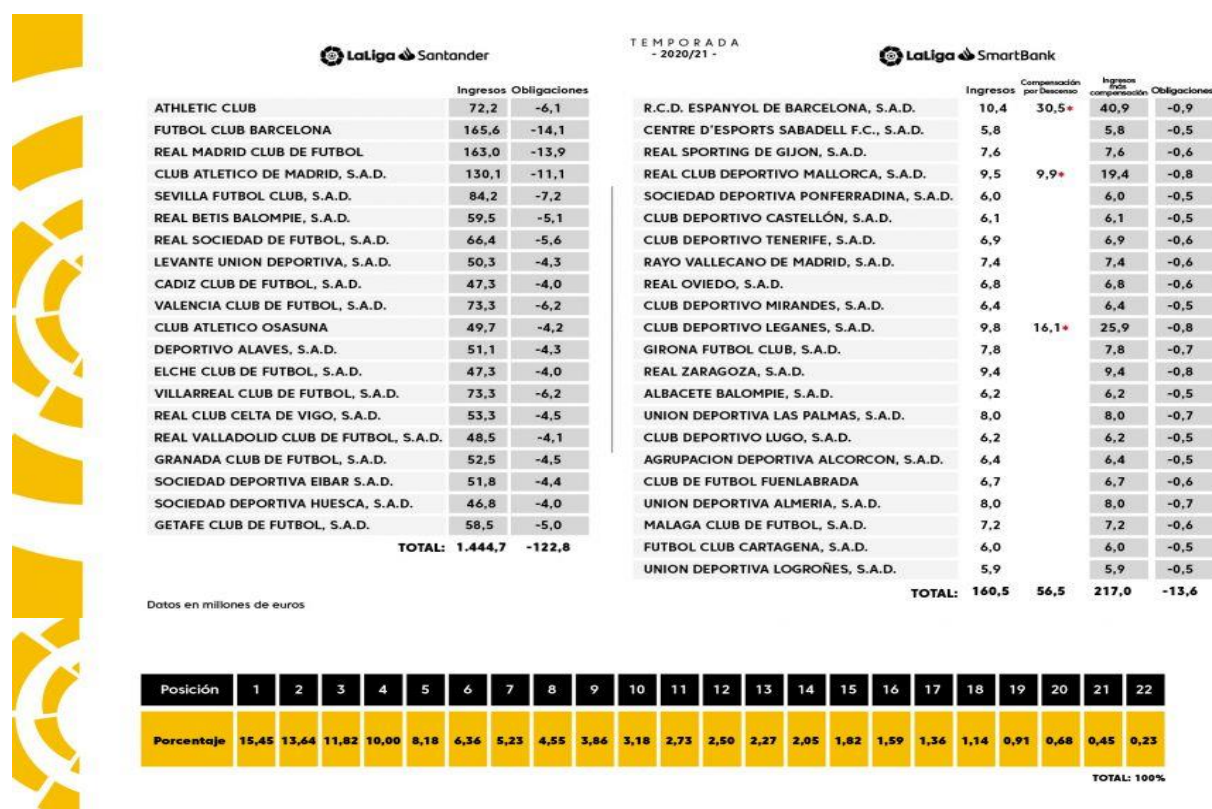 TEMPORADA
- 2020/21 -
LaLiga Santander
Ingresos Obligaciones
ATHLETIC CLUB 72,2 -6,1
FUTBOL CLUB BARCELONA 165,6 -14,1
REAL MADRID CLUB DE FUTBOL 163,0 -13,9
CLUB ATLETICO DE MADRID, S.A.D. 130,1 -11,1
SEVILLA FUTBOL CLUB, S.A.D. 84,2 -7,2
REAL BETIS BALOMPIE, S.A.D. 59,5 -5,1
REAL SOCIEDAD DE FUTBOL, S.A.D. 66,4 -5,6
LEVANTE UNION DEPORTIVA, S.A.D. 50,3 -4,3
CADIZ CLUB DE FUTBOL, S.A.D. 47,3 -4,0
VALENCIA CLUB DE FUTBOL, S.A.D. 73,3 -6,2
CLUB ATLETICO OSASUNA 49,7 -4,2
DEPORTIVO ALAVES, S.A.D. 51,1 -4,3
ELCHE CLUB DE FUTBOL, S.A.D. 47,3 -4,0
VILLARREAL CLUB DE FUTBOL, S.A.D. 73,3 -6,2
REAL CLUB CELTA DE VIGO, S.A.D. 53,3 -4,5
REAL VALLADOLID CLUB DE FUTBOL, S.A.D. 48,5 -4,1
GRANADA CLUB DE FUTBOL, S.A.D. 52,5 -4,5
SOCIEDAD DEPORTIVA EIBAR S.A.D. 51,8 -4,4
SOCIEDAD DEPORTIVA HUESCA, S.A.D. 46,8 -4,0
GETAFE CLUB DE FUTBOL, S.A.D. 58,5 -5,0
TOTAL: 1.444,7 -122,8
Datos en millones de euros
LaLiga SmartBank
Ingresos Compensación por Descenso Ingresos más compensación Obligaciones
R.C.D. ESPANYOL DE BARCELONA, S.A.D. 10,4 30,5* 40,9 -0,9
CENTRE D'ESPORTS SABADELL F.C., S.A.D. 5,8 5,8 -0,5
REAL SPORTING DE GIJON, S.A.D. 7,6 7,6 -0,6
REAL CLUB DEPORTIVO MALLORCA, S.A.D. 9,5 9,9* 19,4 -0,8
SOCIEDAD DEPORTIVA PONFERRADINA, S.A.D. 6,0 6,0 -0,5
CLUB DEPORTIVO CASTELLÓN, S.A.D. 6,1 6,1 -0,5
CLUB DEPORTIVO TENERIFE, S.A.D. 6,9 6,9 -0,6
RAYO VALLECANO DE MADRID, S.A.D. 7,4 7,4 -0,6
REAL OVIEDO, S.A.D. 6,8 6,8 -0,6
CLUB DEPORTIVO MIRANDES, S.A.D. 6,4 6,4 -0,5
CLUB DEPORTIVO LEGANES, S.A.D. 9,8 16,1* 25,9 -0,8
GIRONA FUTBOL CLUB, S.A.D. 7,8 7,8 -0,7
REAL ZARAGOZA, S.A.D. 9,4 9,4 -0,8
ALBACETE BALOMPIE, S.A.D. 6,2 6,2 -0,5
UNION DEPORTIVA LAS PALMAS, S.A.D. 8,0 8,0 -0,7
CLUB DEPORTIVO LUGO, S.A.D. 6,2 6,2 -0,5
AGRUPACION DEPORTIVA ALCORCON, S.A.D. 6,4 6,4 -0,5
CLUB DE FUTBOL FUENLABRADA 6,7 6,7 -0,6
UNION DEPORTIVA ALMERIA, S.A.D. 8,0 8,0 -0,7
MALAGA CLUB DE FUTBOL, S.A.D. 7,2 7,2 -0,6
FUTBOL CLUB CARTAGENA, S.A.D. 6,0 6,0 -0,5
UNION DEPORTIVA LOGROÑES, S.A.D. 5,9 5,9 -0,5
TOTAL: 160,5 56,5 217,0 -13,6
Posición 1 2 3 4 5 6 7 8 9 10 11 12 13 14 15 16 17 18 19 20 21 22
Porcentaje 15,45 13,64 11,82 10,00 8,18 6,36 5,23 4,55 3,86 3,18 2,73 2,50 2,27 2,05 1,82 1,59 1,36 1,14 0,91 0,68 0,45 0,23
TOTAL: 100%